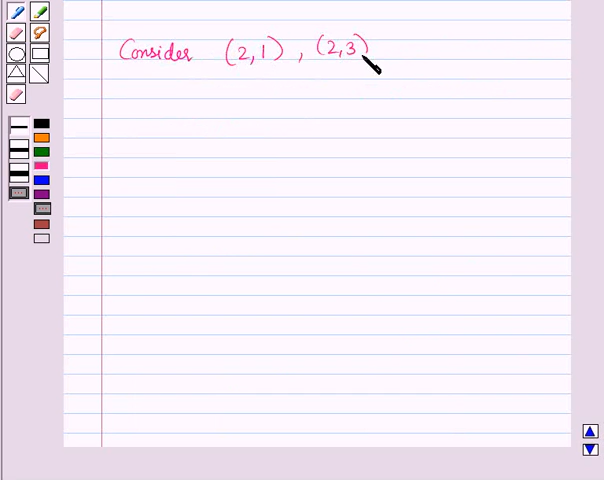 Consider (2,1) , (2,3)